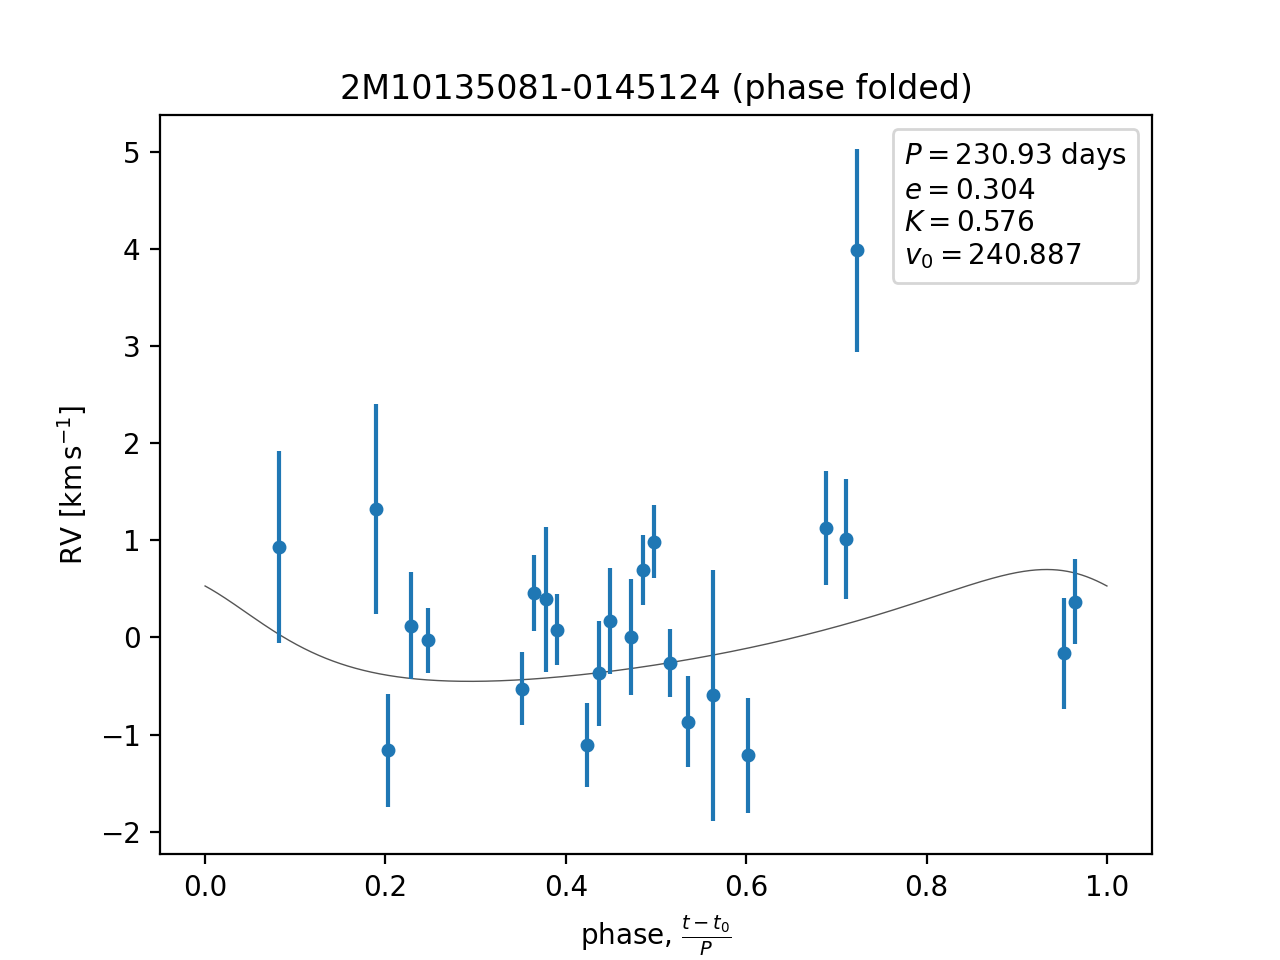 2M10135081-0145124 (phase folded)
P = 230.93 days
e = 0.304
K = 0.576
v₀ = 240.887
5
4
3
2
1
0
−1
−2
RV [km s⁻¹]
0.0 0.2 0.4 0.6 0.8 1.0
phase, (t − t₀)/P